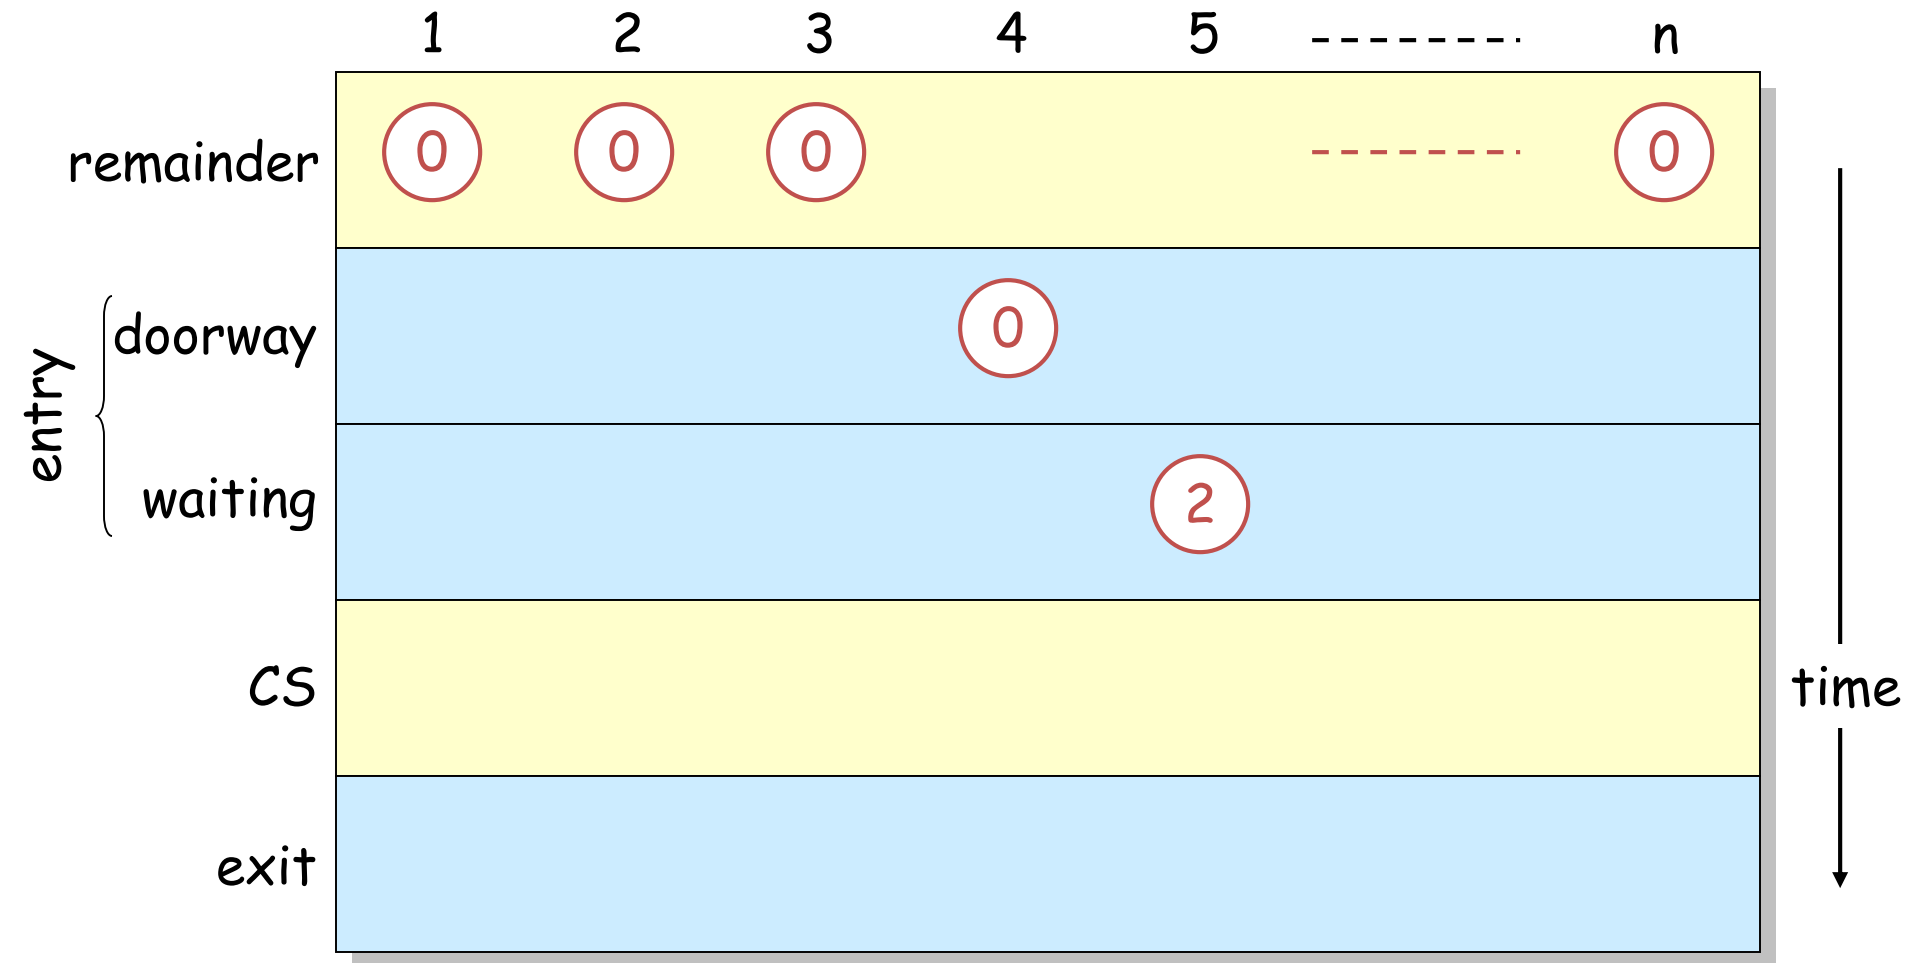 1 2 3 4 5 n
remainder 0 0 0 0
doorway 0
entry
waiting 2
CS
time
exit